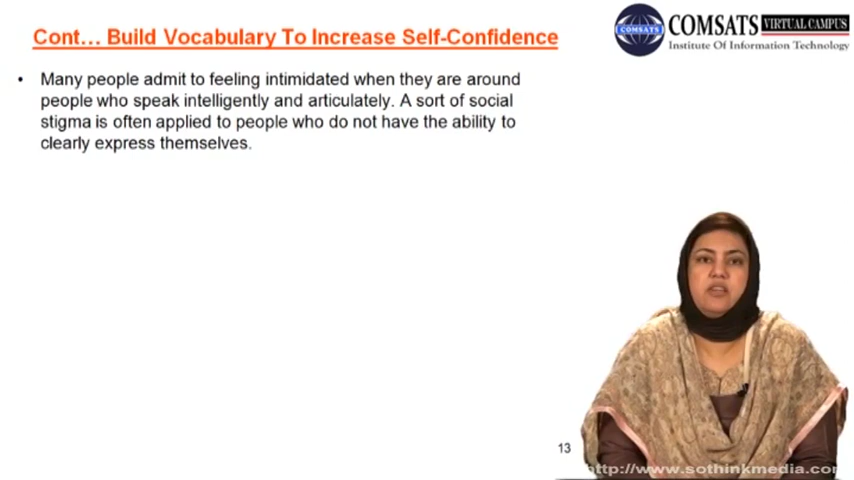 Cont… Build Vocabulary To Increase Self-Confidence
COMSATS VIRTUAL CAMPUS
Institute Of Information Technology
COMSATS
• Many people admit to feeling intimidated when they are around
people who speak intelligently and articulately. A sort of social
stigma is often applied to people who do not have the ability to
clearly express themselves.
13
http://www.sothinkmedia.com/